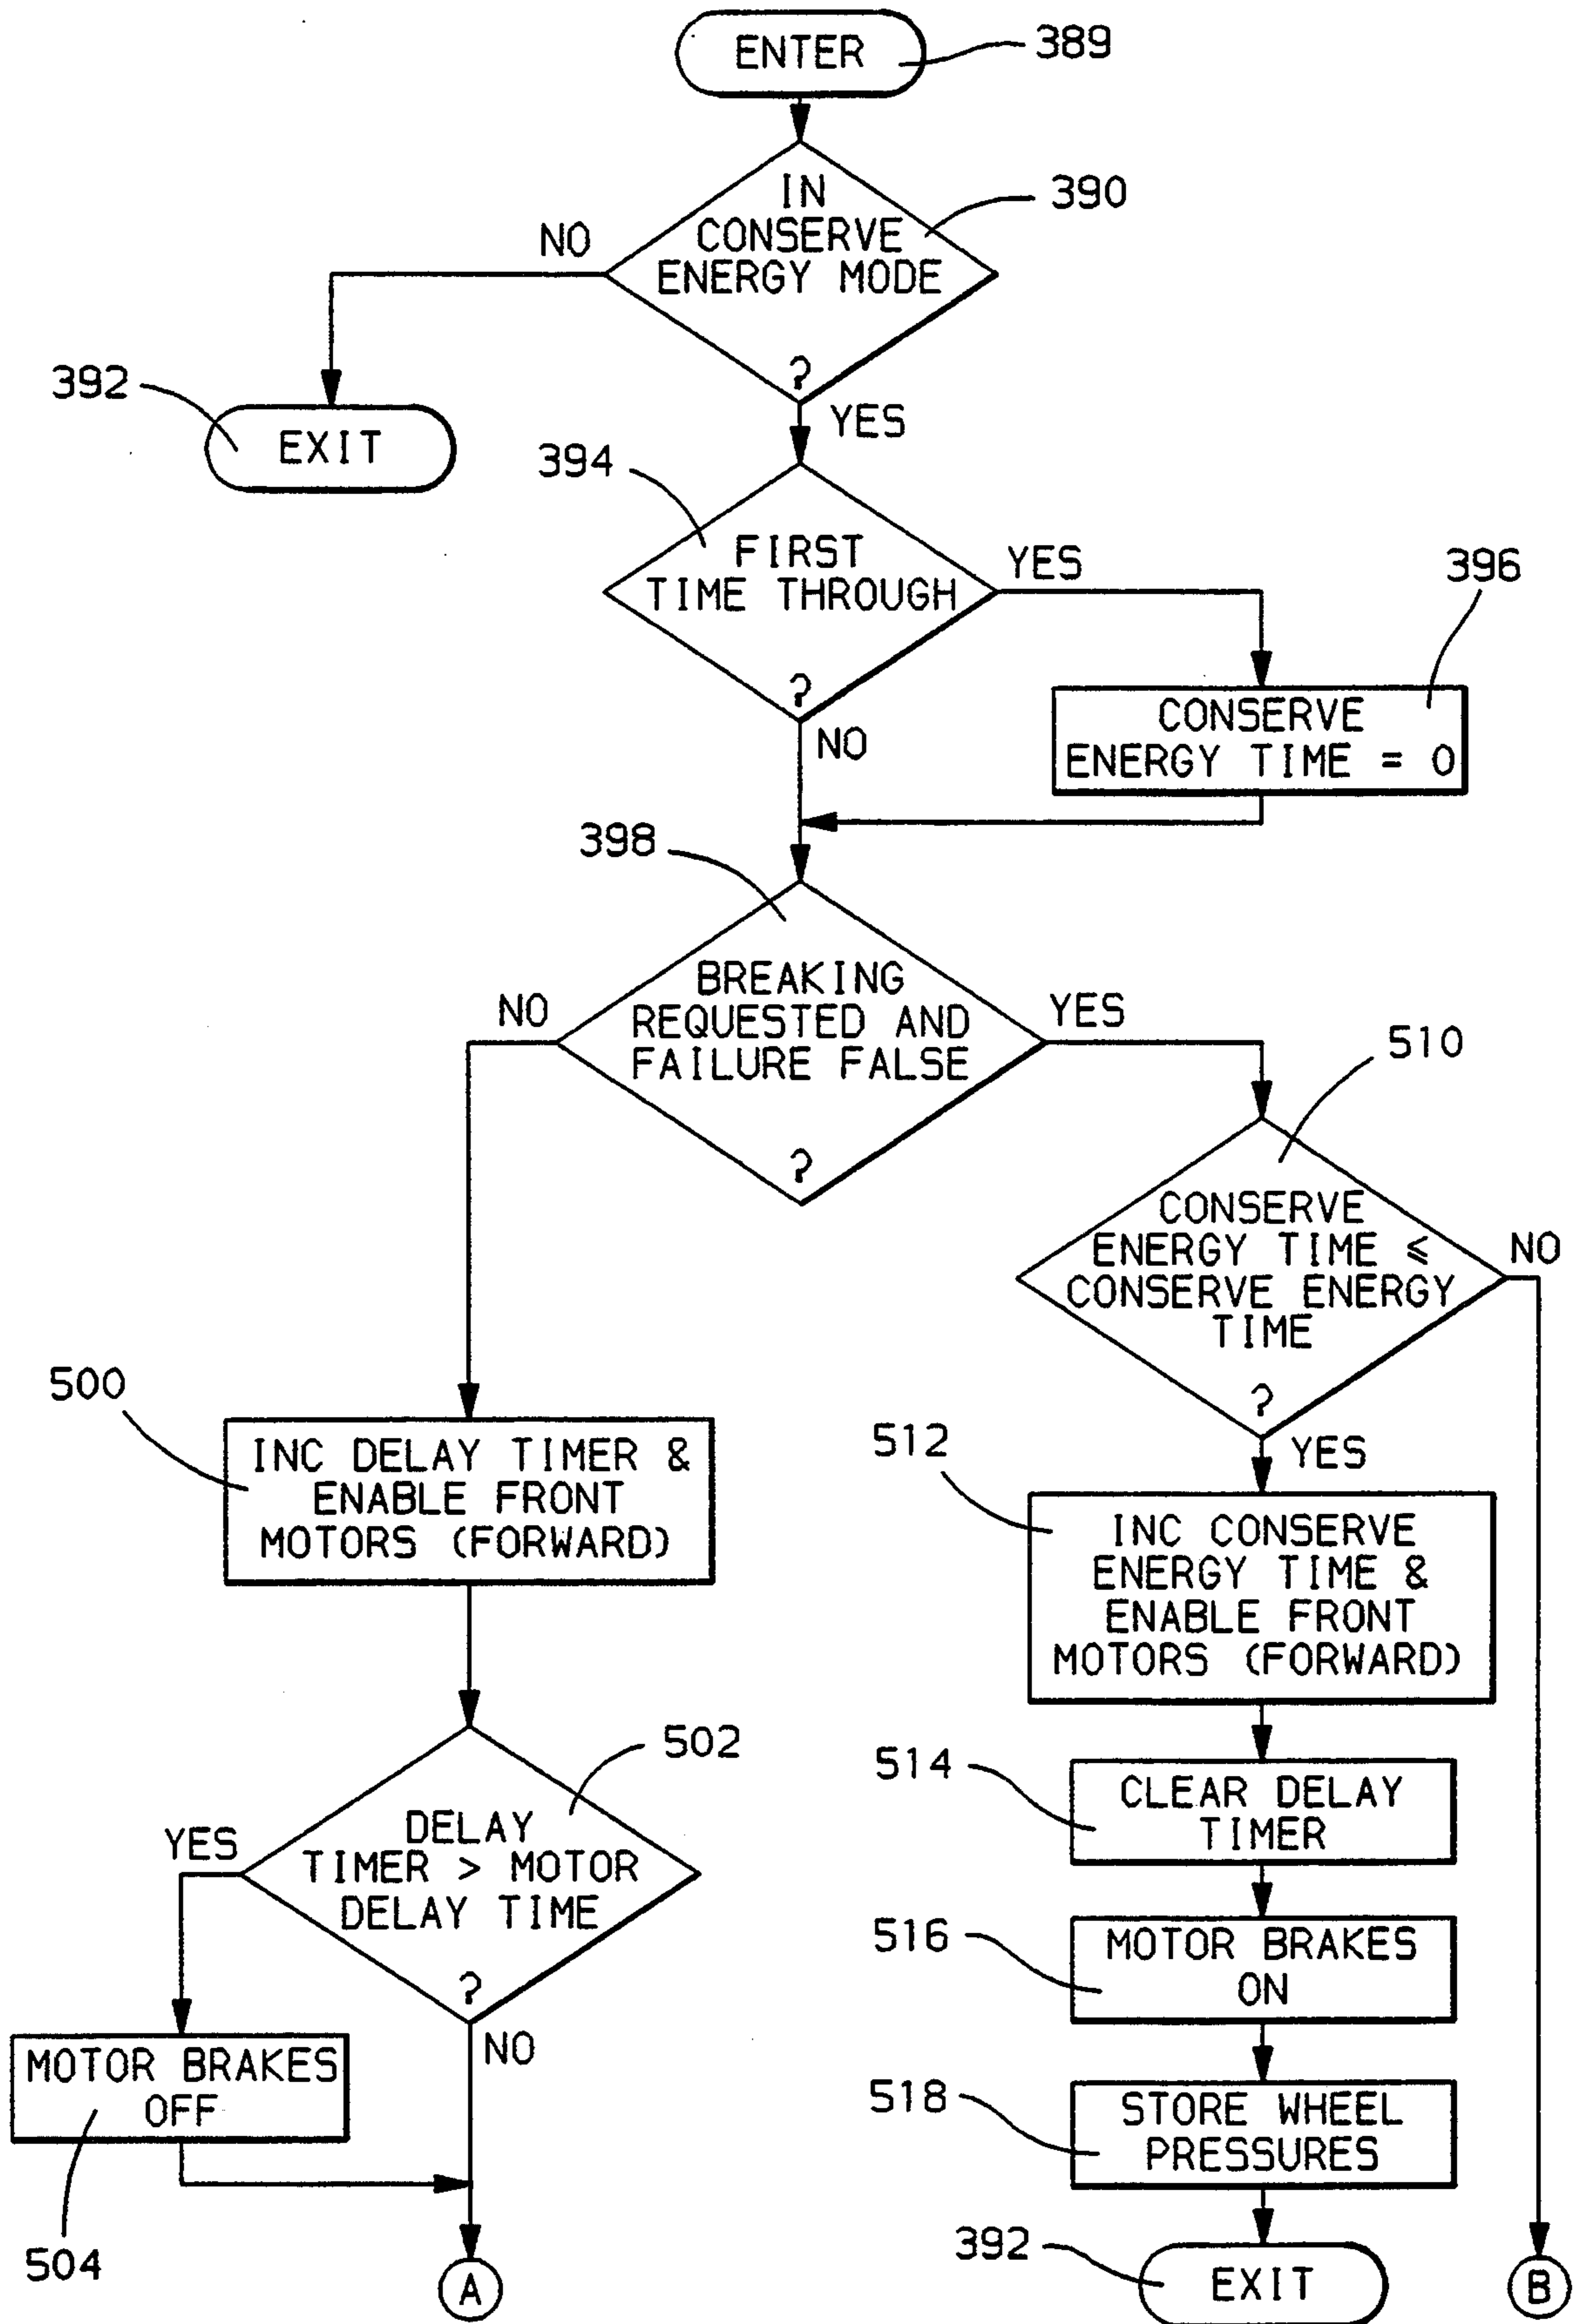 ENTER
389
IN
CONSERVE
ENERGY MODE
?
390
NO
392
EXIT
YES
394
FIRST
TIME THROUGH
?
YES
396
CONSERVE
ENERGY TIME = 0
NO
398
BREAKING
REQUESTED AND
FAILURE FALSE
?
NO
YES
510
CONSERVE
ENERGY TIME ≤
CONSERVE ENERGY
TIME
?
NO
500
INC DELAY TIMER &
ENABLE FRONT
MOTORS (FORWARD)
YES
512
INC CONSERVE
ENERGY TIME &
ENABLE FRONT
MOTORS (FORWARD)
502
DELAY
TIMER > MOTOR
DELAY TIME
?
YES
514
CLEAR DELAY
TIMER
516
MOTOR BRAKES
ON
NO
MOTOR BRAKES
OFF
504
518
STORE WHEEL
PRESSURES
A
392
EXIT
B